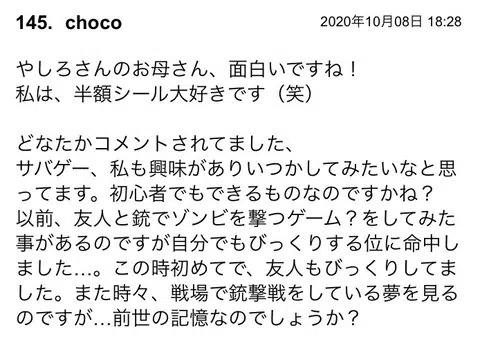 145. choco 2020年10月08日 18:28
やしろさんのお母さん、面白いですね！
私は、半額シール大好きです（笑）
どなたかコメントされてました、
サバゲー、私も興味がありいつかしてみたいなと思
ってます。初心者でもできるものなのですかね？
以前、友人と銃でゾンビを撃つゲーム？をしてみた
事があるのですが自分でもびっくりする位に命中し
ました…。この時初めてで、友人もびっくりしてまし
た。また時々、戦場で銃撃戦をしている夢を見る
のですが…前世の記憶なのでしょうか？